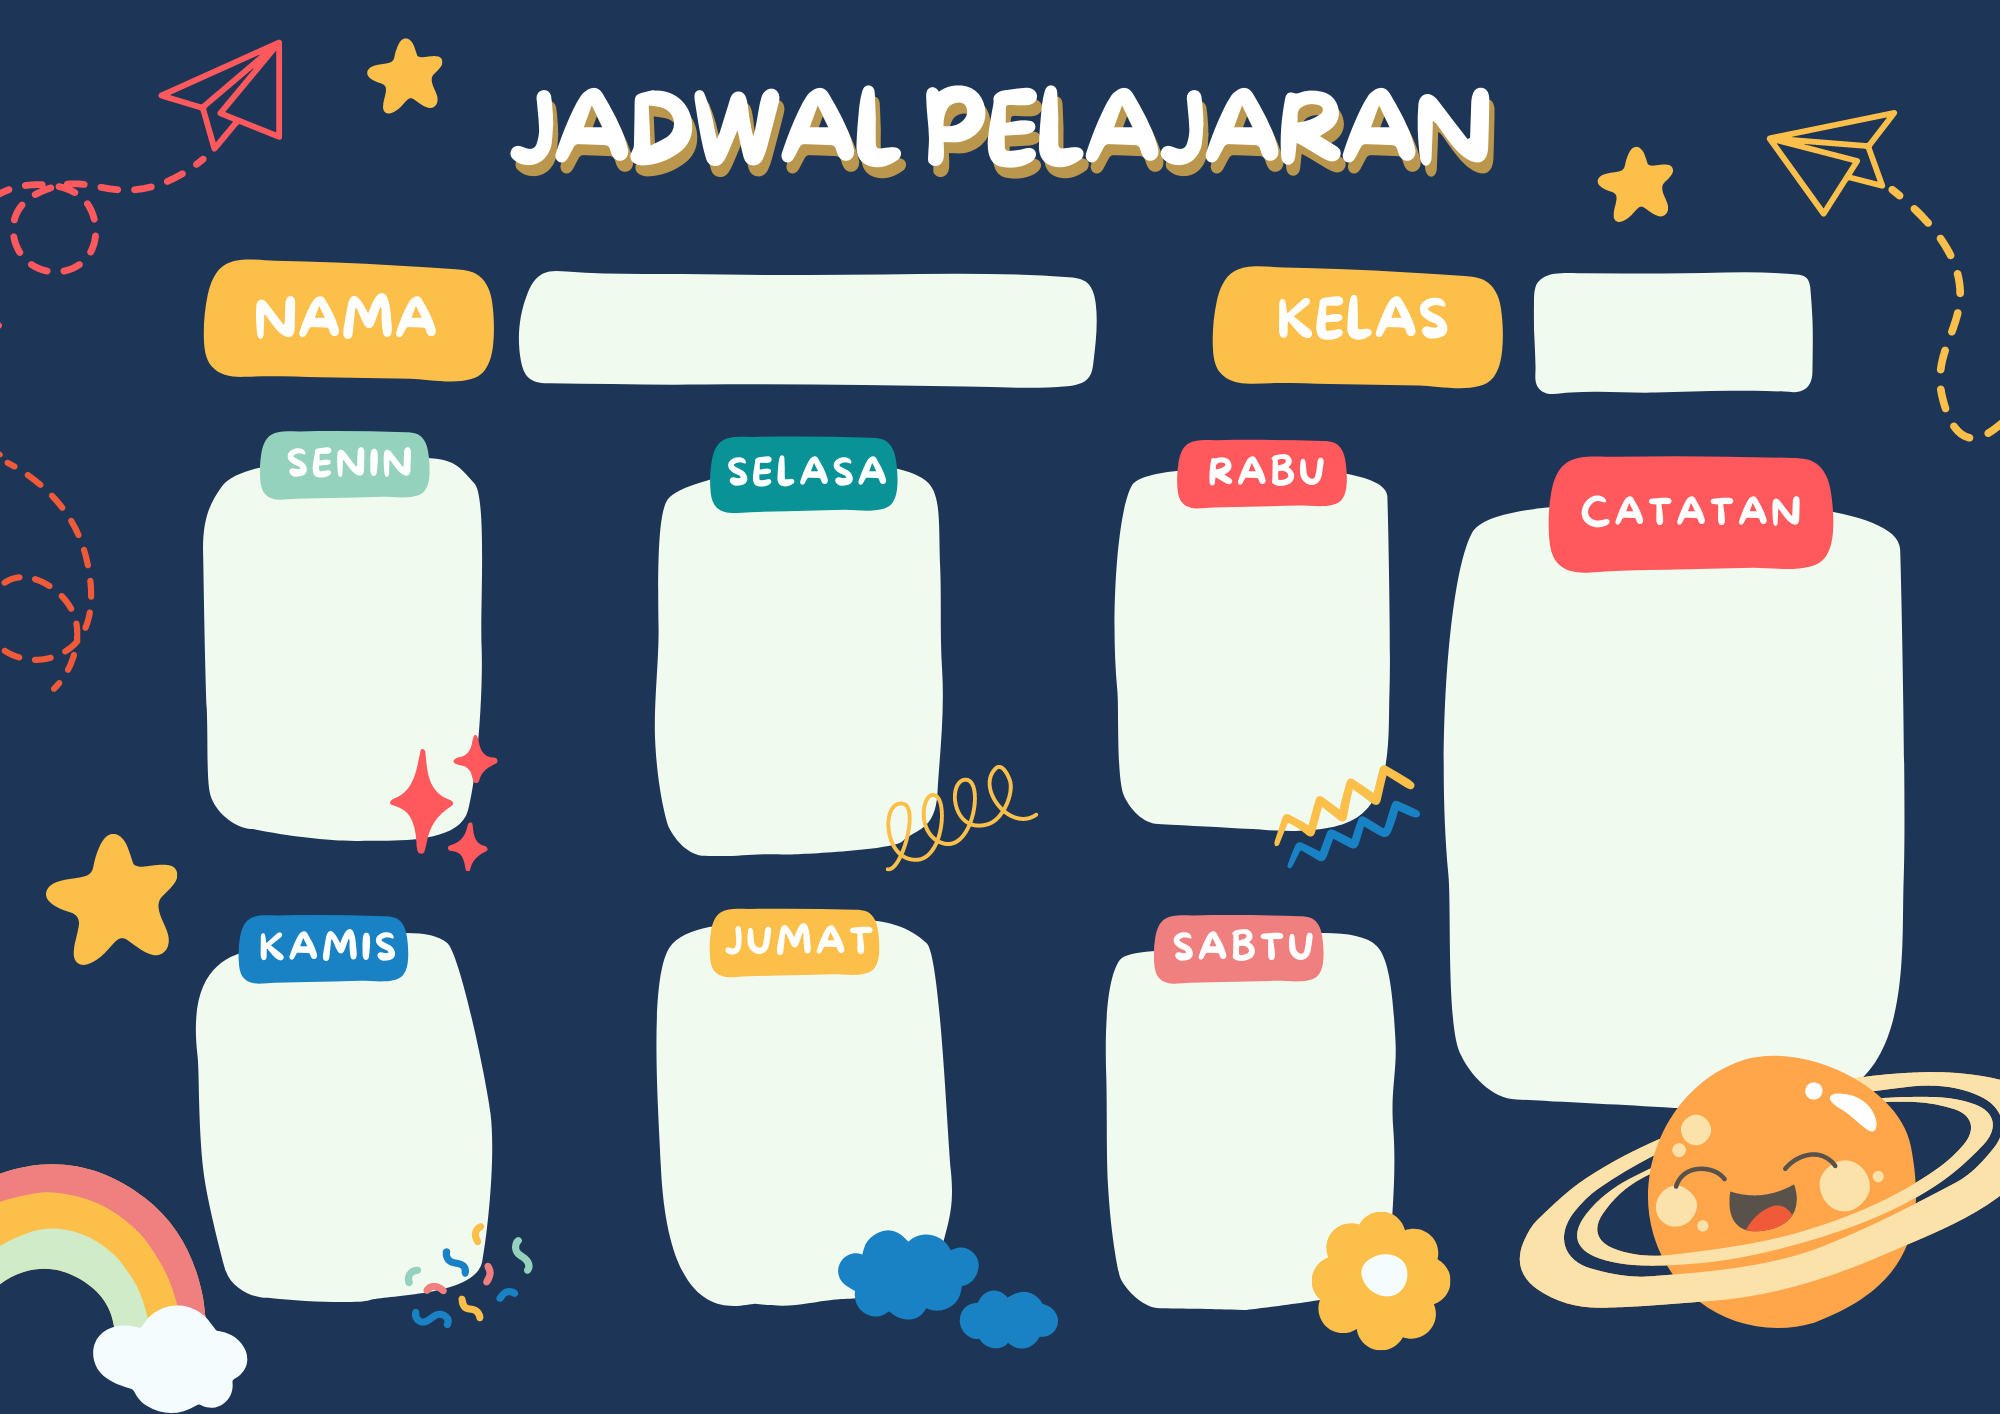 JADWAL PELAJARAN
NAMA
KELAS
SENIN
SELASA
RABU
CATATAN
KAMIS
JUMAT
SABTU